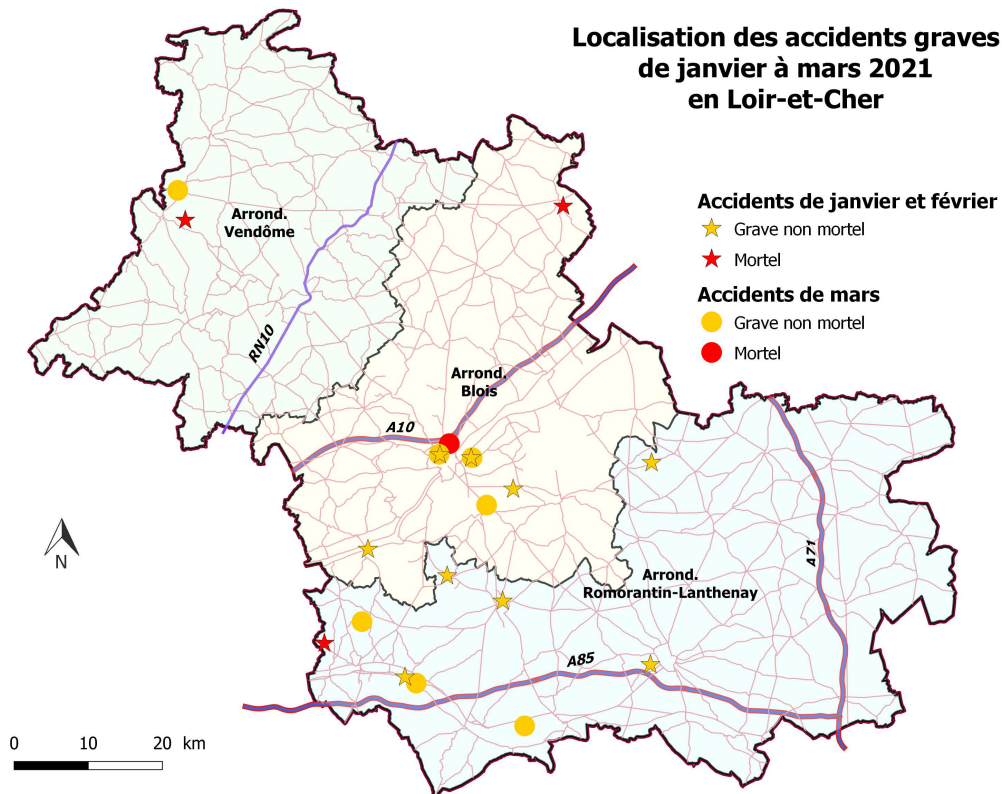 Localisation des accidents graves
de janvier à mars 2021
en Loir-et-Cher
Accidents de janvier et février
Grave non mortel
Mortel
Accidents de mars
Grave non mortel
Mortel
Arrond.
Vendôme
RN10
Arrond.
Blois
A10
Arrond.
Romorantin-Lanthenay
A71
A85
N
0 10 20 km